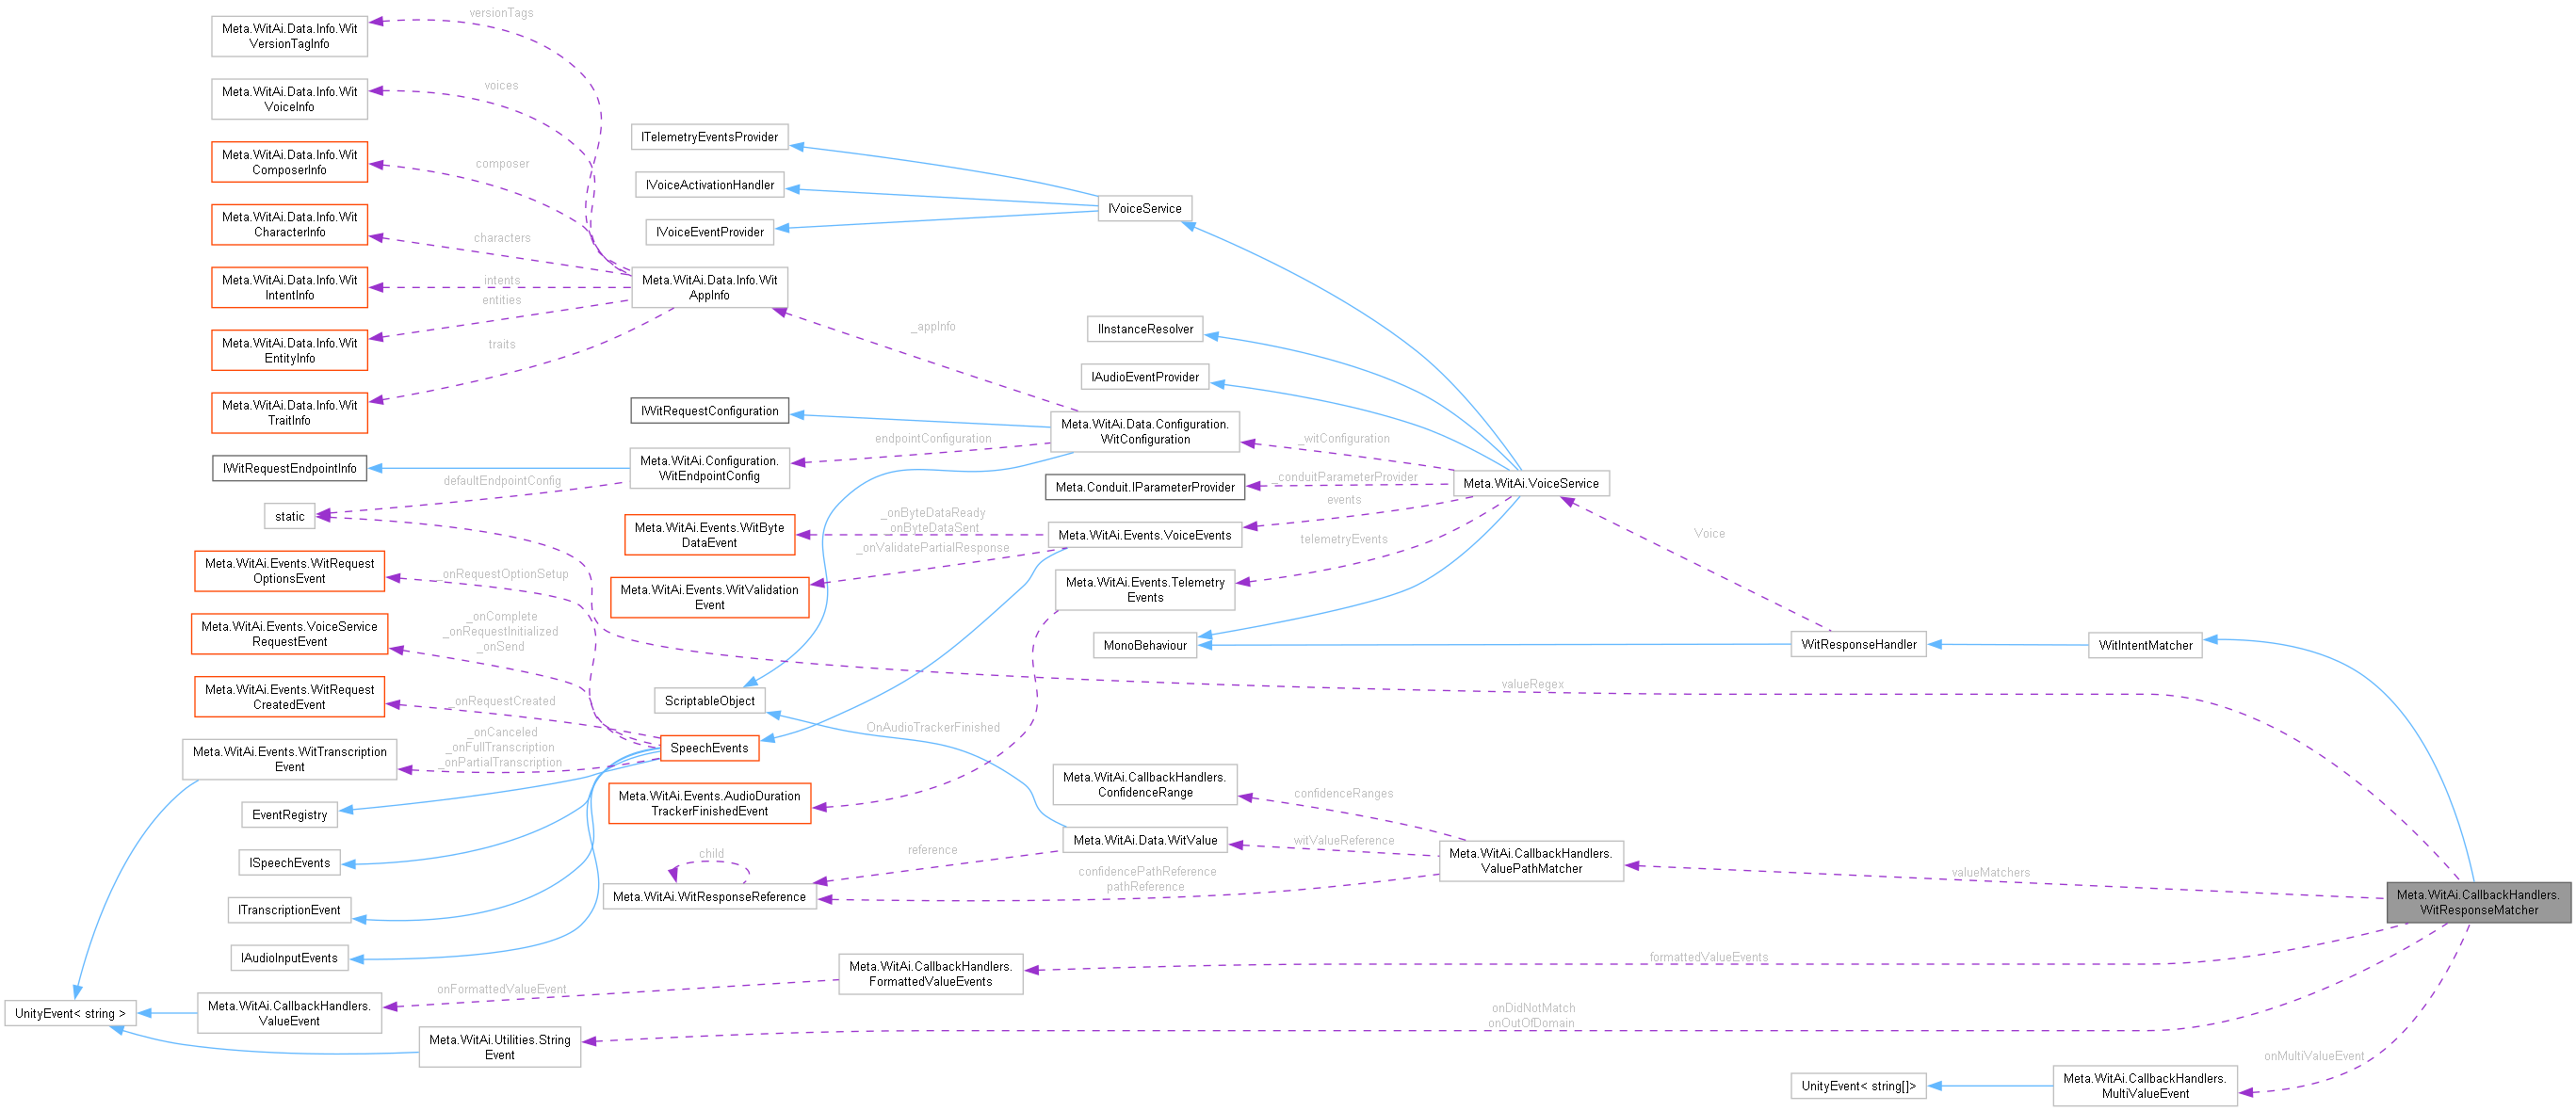 versionTags
Meta.WitAi.Data.Info.Wit
VersionTagInfo
voices
Meta.WitAi.Data.Info.Wit
VoiceInfo
ITelemetryEventsProvider
composer
Meta.WitAi.Data.Info.Wit
ComposerInfo
IVoiceActivationHandler
IVoiceService
Meta.WitAi.Data.Info.Wit
CharacterInfo
characters
IVoiceEventProvider
Meta.WitAi.Data.Info.Wit
IntentInfo
intents
entities
Meta.WitAi.Data.Info.Wit
AppInfo
_appInfo
IInstanceResolver
Meta.WitAi.Data.Info.Wit
EntityInfo
traits
IAudioEventProvider
Meta.WitAi.Data.Info.Wit
TraitInfo
IWitRequestConfiguration
Meta.WitAi.Data.Configuration.
WitConfiguration
endpointConfiguration
_witConfiguration
IWitRequestEndpointInfo
Meta.WitAi.Configuration.
WitEndpointConfig
defaultEndpointConfig
Meta.Conduit.IParameterProvider
_conduitParameterProvider
Meta.WitAi.VoiceService
static
events
_onByteDataReady
_onByteDataSent
Meta.WitAi.Events.WitByte
DataEvent
Meta.WitAi.Events.VoiceEvents
telemetryEvents
Voice
_onValidatePartialResponse
Meta.WitAi.Events.WitRequest
OptionsEvent
_onRequestOptionSetup
Meta.WitAi.Events.WitValidation
Event
Meta.WitAi.Events.Telemetry
Events
Meta.WitAi.Events.VoiceService
RequestEvent
_onComplete
_onRequestInitialized
_onSend
MonoBehaviour
WitResponseHandler
WitIntentMatcher
Meta.WitAi.Events.WitRequest
CreatedEvent
_onRequestCreated
ScriptableObject
valueRegex
OnAudioTrackerFinished
Meta.WitAi.Events.WitTranscription
Event
_onCanceled
_onFullTranscription
_onPartialTranscription
SpeechEvents
Meta.WitAi.CallbackHandlers.
ConfidenceRange
confidenceRanges
Meta.WitAi.Events.AudioDuration
TrackerFinishedEvent
EventRegistry
Meta.WitAi.Data.WitValue
witValueReference
child
reference
ISpeechEvents
Meta.WitAi.CallbackHandlers.
ValuePathMatcher
confidencePathReference
pathReference
valueMatchers
Meta.WitAi.WitResponseReference
Meta.WitAi.CallbackHandlers.
WitResponseMatcher
ITranscriptionEvent
IAudioInputEvents
formattedValueEvents
Meta.WitAi.CallbackHandlers.
FormattedValueEvents
onFormattedValueEvent
UnityEvent< string >
Meta.WitAi.CallbackHandlers.
ValueEvent
onDidNotMatch
onOutOfDomain
Meta.WitAi.Utilities.String
Event
onMultiValueEvent
UnityEvent< string[]>
Meta.WitAi.CallbackHandlers.
MultiValueEvent